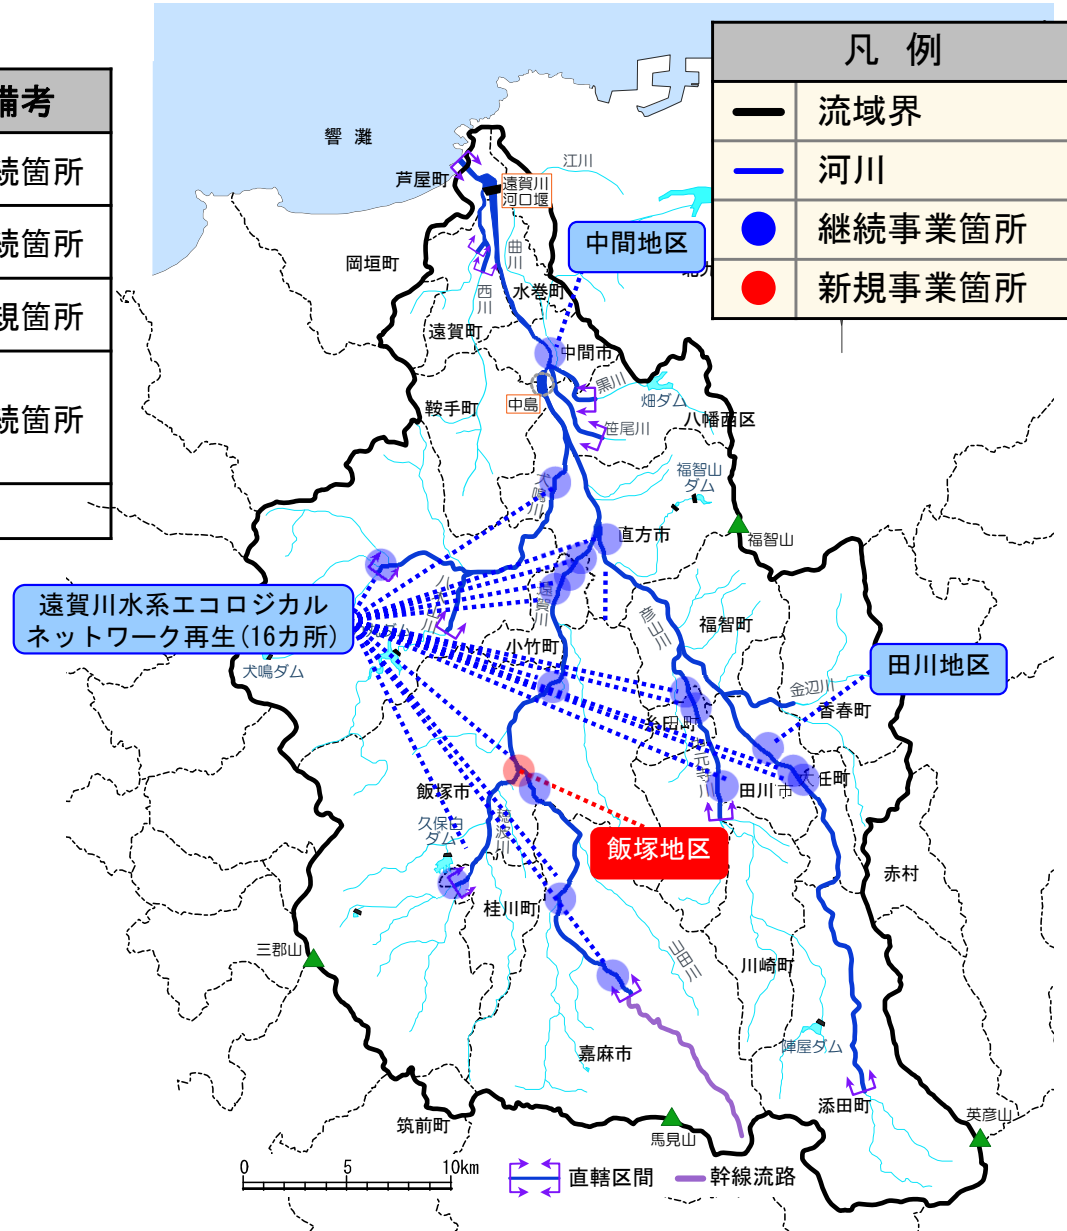 備考
続箇所
続箇所
規箇所
続箇所
凡 例
流域界
河川
継続事業箇所
新規事業箇所
響 灘
江川
芦屋町
遠賀川
河口堰
中間地区
曲川
岡垣町
西川
水巻町
遠賀町
中間市
黒川
畑ダム
鞍手町
中島
笹尾川
八幡西区
福智山
ダム
犬鳴川
直方市
福智山
遠賀川水系エコロジカル
ネットワーク再生(16カ所)
遠賀川
彦山川
福智町
小竹町
犬鳴ダム
田川地区
金辺川
香春町
糸田町
大任町
田川市
飯塚市
穂波川
久保白
ダム
飯塚地区
赤村
桂川町
三郡山
山田川
川崎町
陣屋ダム
嘉麻市
添田町
英彦山
筑前町
馬見山
0 5 10km
直轄区間
幹線流路